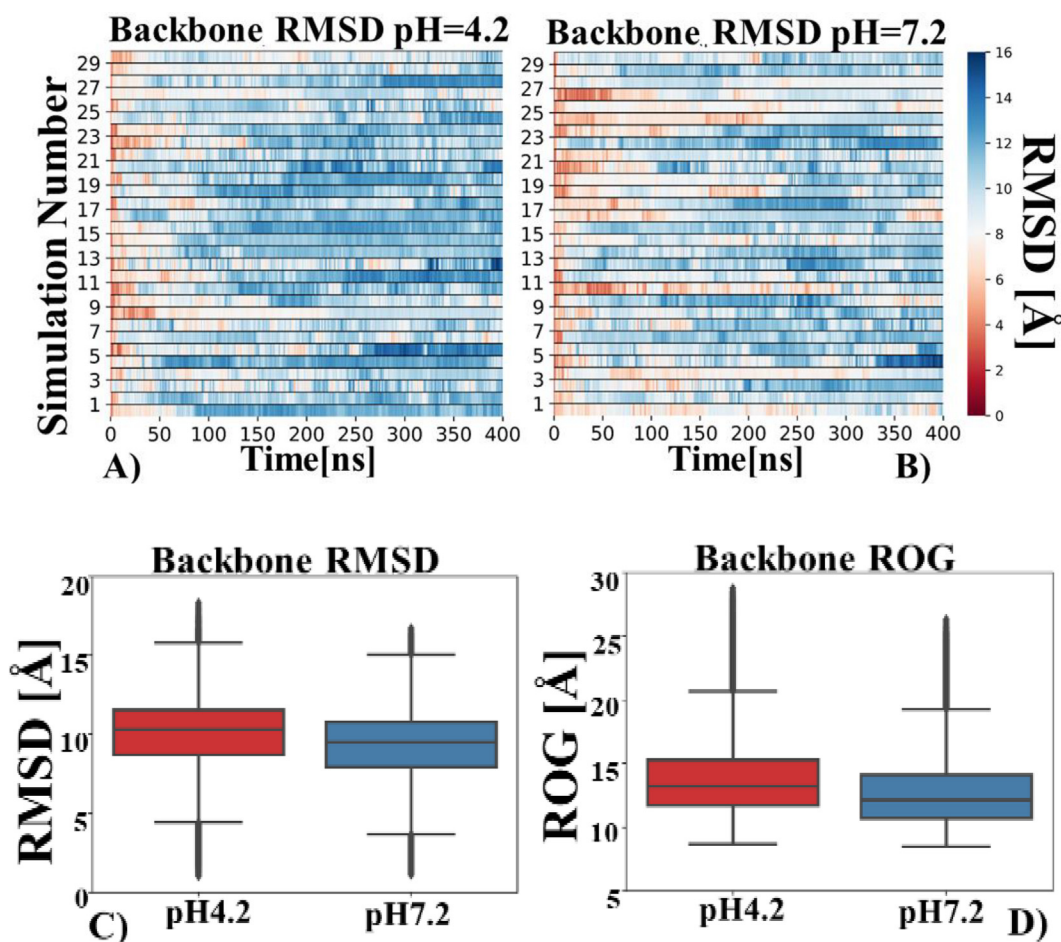 Backbone RMSD pH=4.2
Backbone RMSD pH=7.2
Simulation Number
29
27
25
23
21
19
17
15
13
11
9
7
5
3
1
0 50 100 150 200 250 300 350 400
Time[ns]
A)
29
27
25
23
21
19
17
15
13
11
9
7
5
3
1
0 50 100 150 200 250 300 350 400
Time[ns]
B)
16
14
12
10
8
6
4
2
0
RMSD [Å]
Backbone RMSD
RMSD [Å]
20
15
10
5
0
pH4.2 pH7.2
C)
Backbone ROG
ROG [Å]
30
25
20
15
10
5
pH4.2 pH7.2
D)